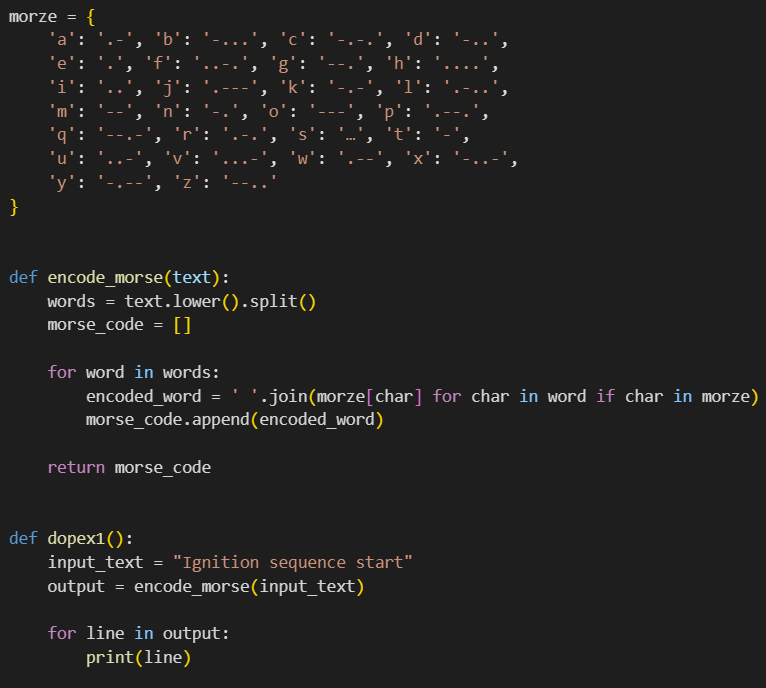 morze = {
    'a': '.-', 'b': '-...', 'c': '-.-.', 'd': '-..',
    'e': '.', 'f': '..-.', 'g': '--.', 'h': '....',
    'i': '..', 'j': '.---', 'k': '-.-', 'l': '.-..',
    'm': '--', 'n': '-.', 'o': '---', 'p': '.--.',
    'q': '--.-', 'r': '.-.', 's': '…', 't': '-',
    'u': '..-', 'v': '...-', 'w': '.--', 'x': '-..-',
    'y': '-.--', 'z': '--..'
}
def encode_morse(text):
    words = text.lower().split()
    morse_code = []
    for word in words:
        encoded_word = ' '.join(morze[char] for char in word if char in morze)
        morse_code.append(encoded_word)
    return morse_code
def dopex1():
    input_text = "Ignition sequence start"
    output = encode_morse(input_text)
    for line in output:
        print(line)